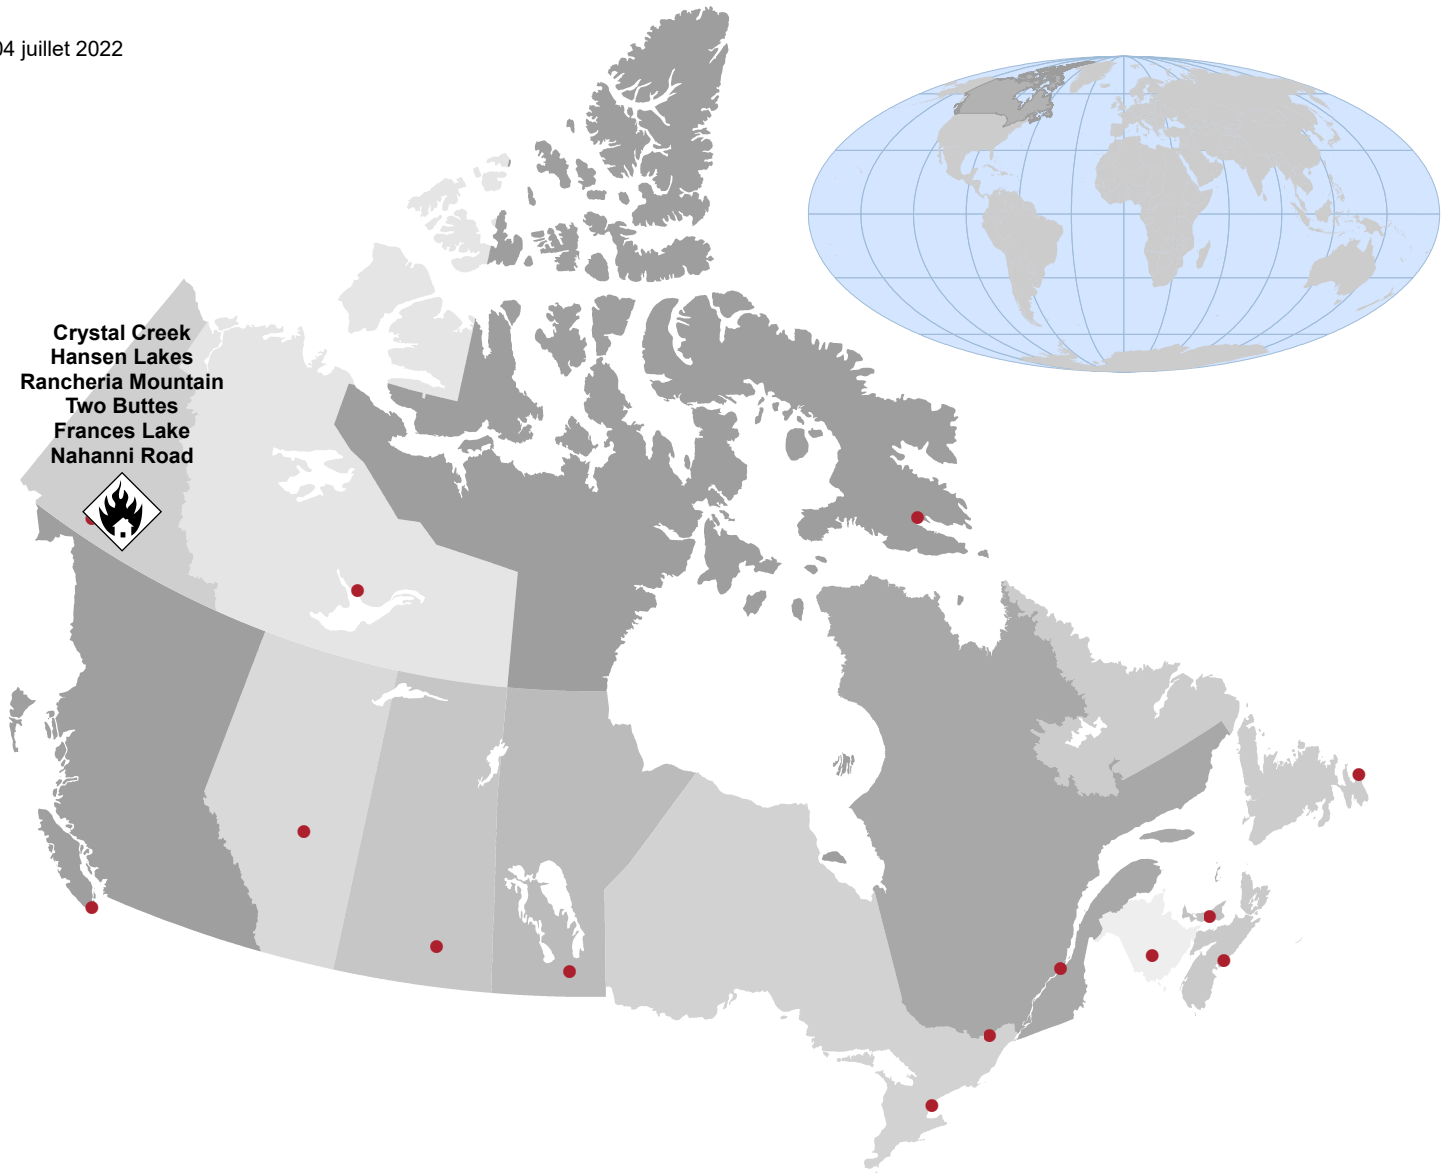 04 juillet 2022
Crystal Creek
Hansen Lakes
Rancheria Mountain
Two Buttes
Frances Lake
Nahanni Road